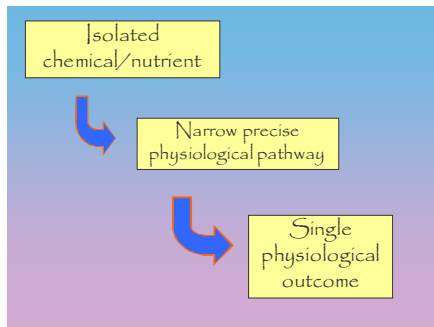 Isolated
chemical/nutrient
Narrow precise
physiological pathway
Single
physiological
outcome